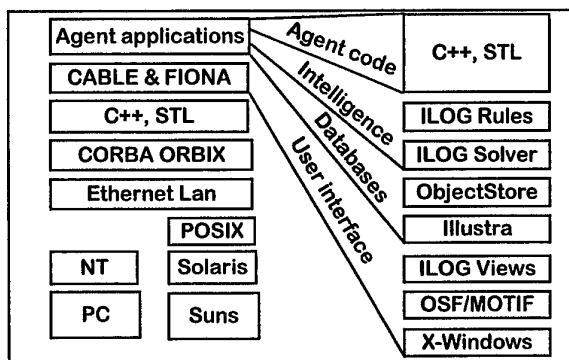 Agent applications
CABLE & FIONA
C++, STL
CORBA ORBIX
Ethernet Lan
POSIX
NT
Solaris
PC
Suns
Agent code
Intelligence
Databases
User interface
C++, STL
ILOG Rules
ILOG Solver
ObjectStore
Illustra
ILOG Views
OSF/MOTIF
X-Windows